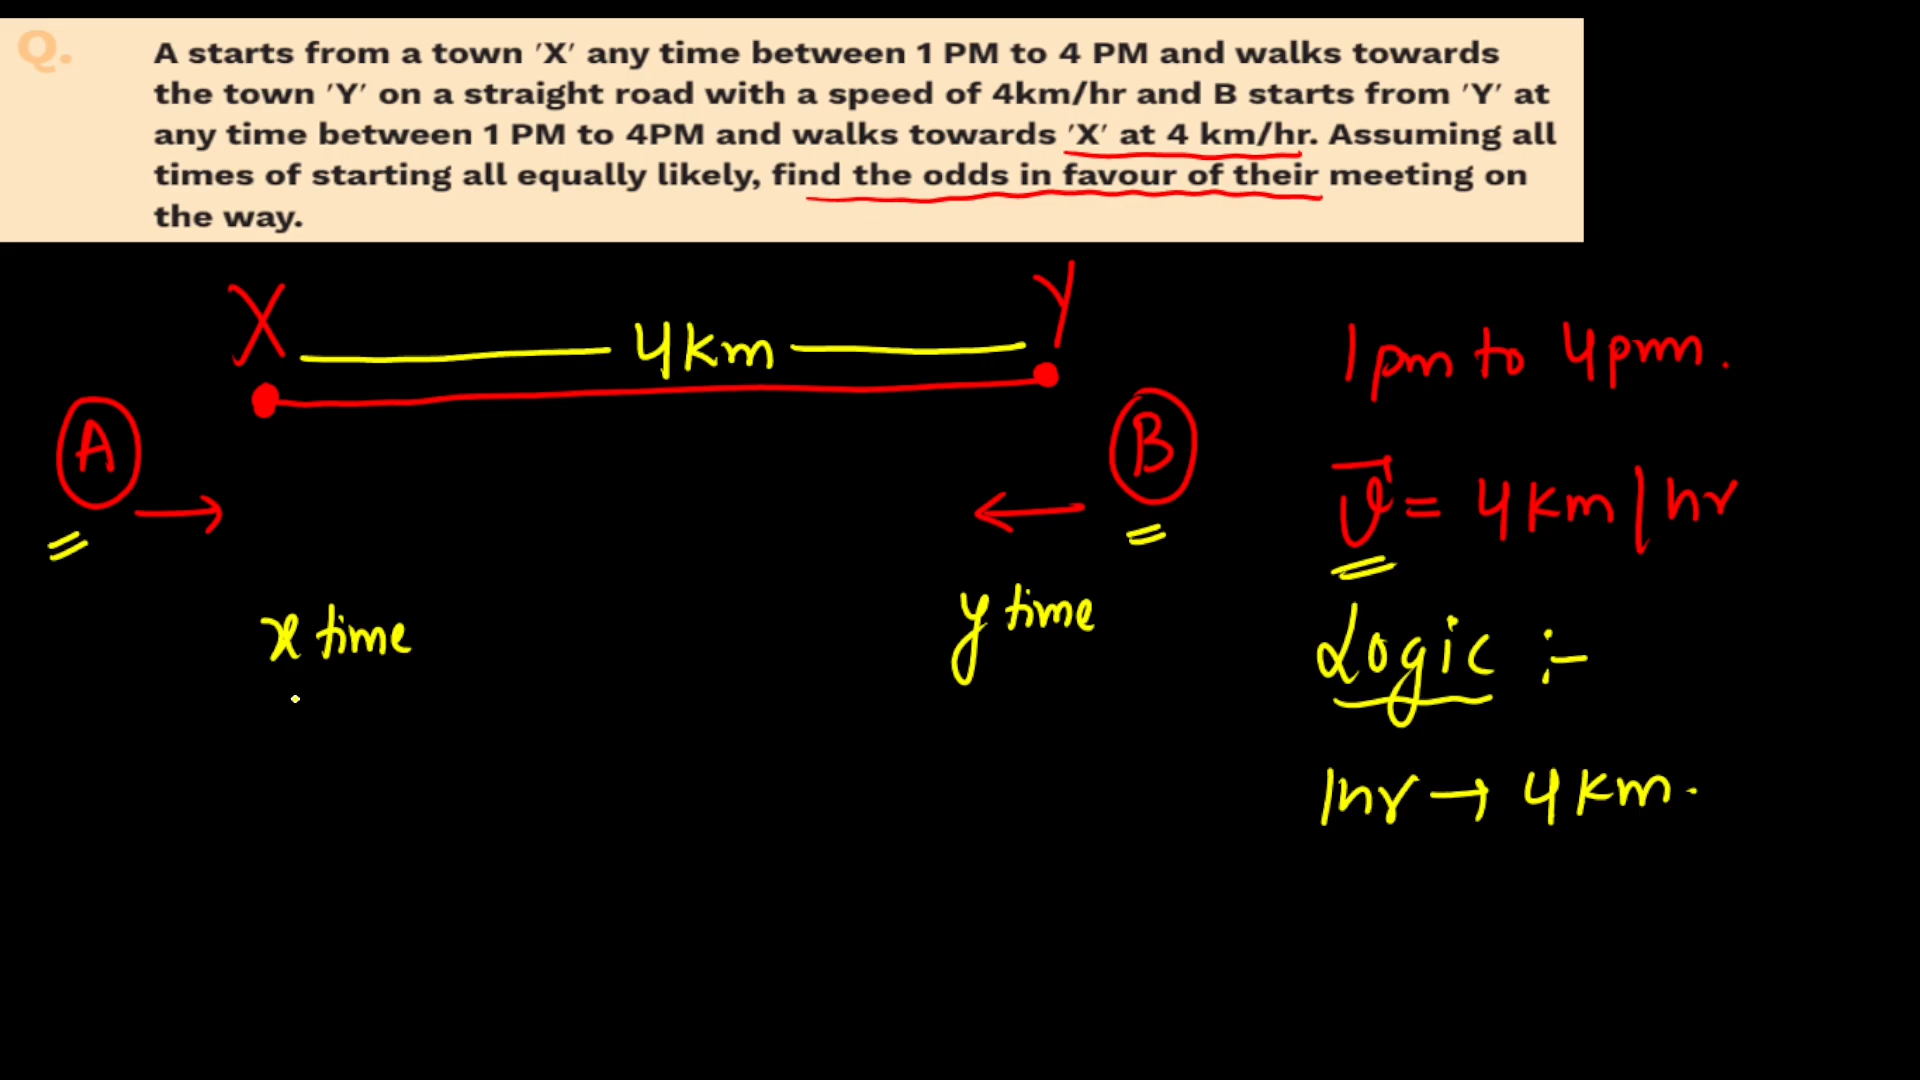 Q.
A starts from a town 'X' any time between 1 PM to 4 PM and walks towards
the town 'Y' on a straight road with a speed of 4km/hr and B starts from 'Y' at
any time between 1 PM to 4PM and walks towards 'X' at 4 km/hr. Assuming all
times of starting all equally likely, find the odds in favour of their meeting on
the way.
X 4km Y
1pm to 4pm.
A B
v = 4km/hr
x time y time
Logic :-
1hr → 4km.